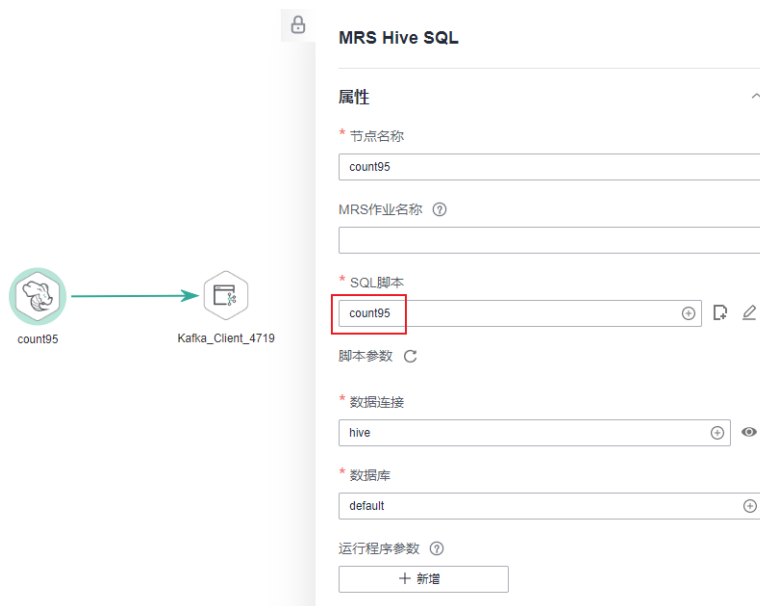 MRS Hive SQL
属性
* 节点名称
count95
MRS作业名称 ?
* SQL脚本
count95
脚本参数
* 数据连接
hive
* 数据库
default
运行程序参数 ?
+ 新增
count95
Kafka_Client_4719